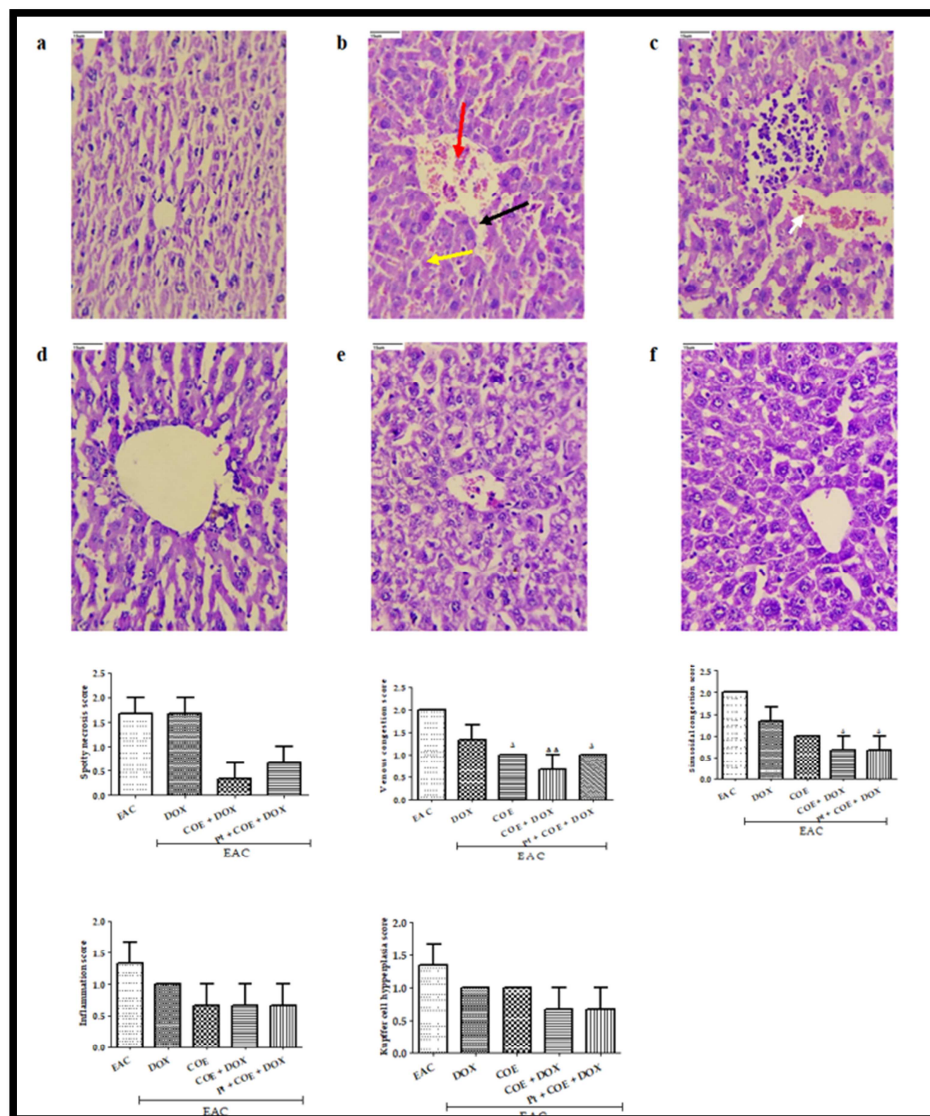 a
b
c
d
e
f
Spotty necrosis score
2.5
2.0
1.5
1.0
0.5
0.0
EAC
DOX
COE + DOX
Pt + COE + DOX
EAC
Venous congestion score
2.5
2.0
1.5
1.0
0.5
0.0
a
a a
a
EAC
DOX
COE
COE + DOX
Pt + COE + DOX
EAC
Sinusoidal congestion score
2.5
2.0
1.5
1.0
0.5
0.0
a
a
EAC
DOX
COE
COE + DOX
Pt + COE + DOX
EAC
Inflammation score
2.0
1.5
1.0
0.5
0.0
EAC
DOX
COE
COE + DOX
Pt + COE + DOX
EAC
Kupffer cell hypperplasia score
2.0
1.5
1.0
0.5
0.0
EAC
DOX
COE
COE + DOX
Pt + COE + DOX
EAC